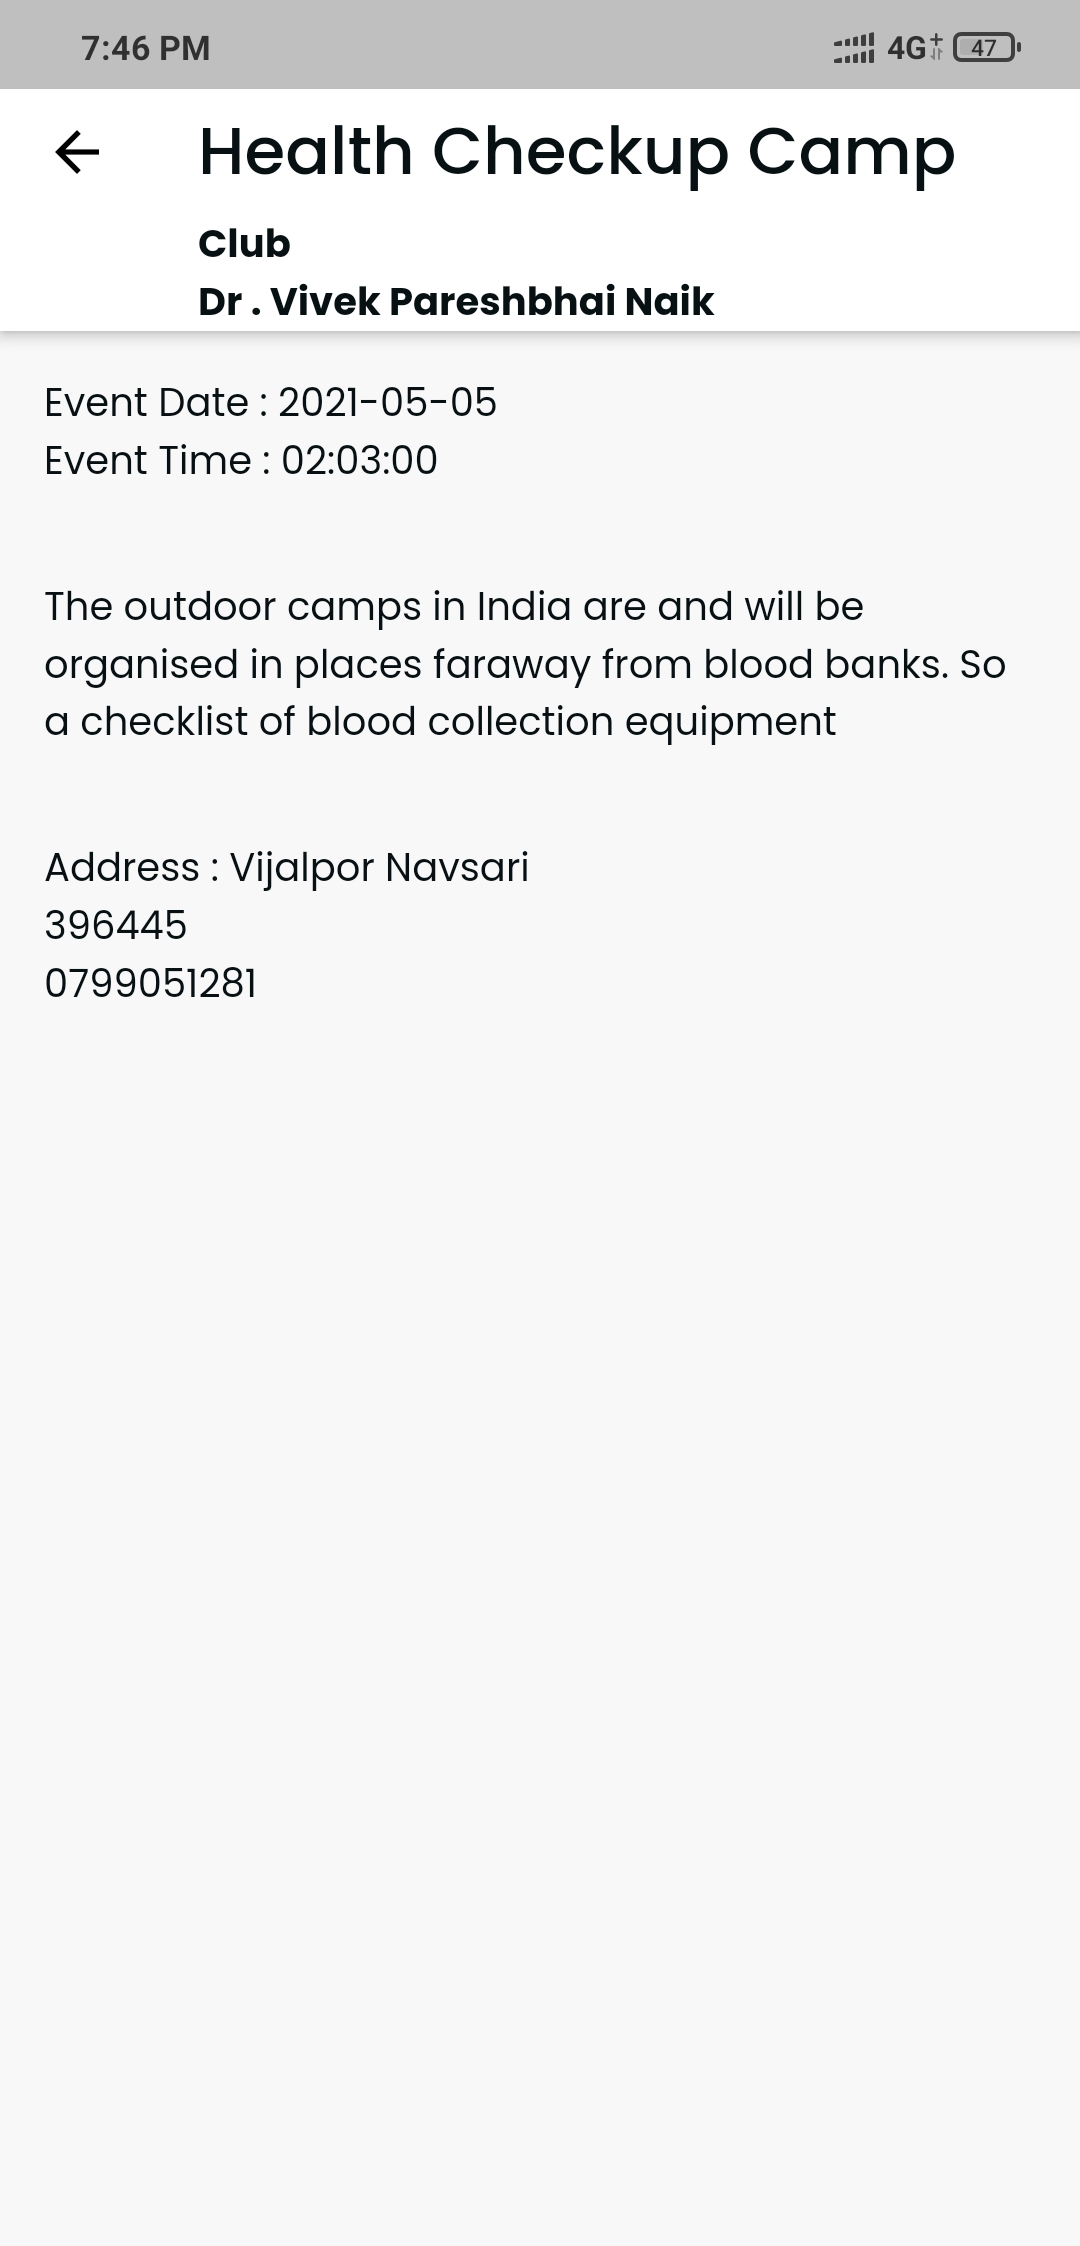 7:46 PM 4G+ 47
Health Checkup Camp
Club
Dr . Vivek Pareshbhai Naik
Event Date : 2021-05-05
Event Time : 02:03:00
The outdoor camps in India are and will be
organised in places faraway from blood banks. So
a checklist of blood collection equipment
Address : Vijalpor Navsari
396445
0799051281